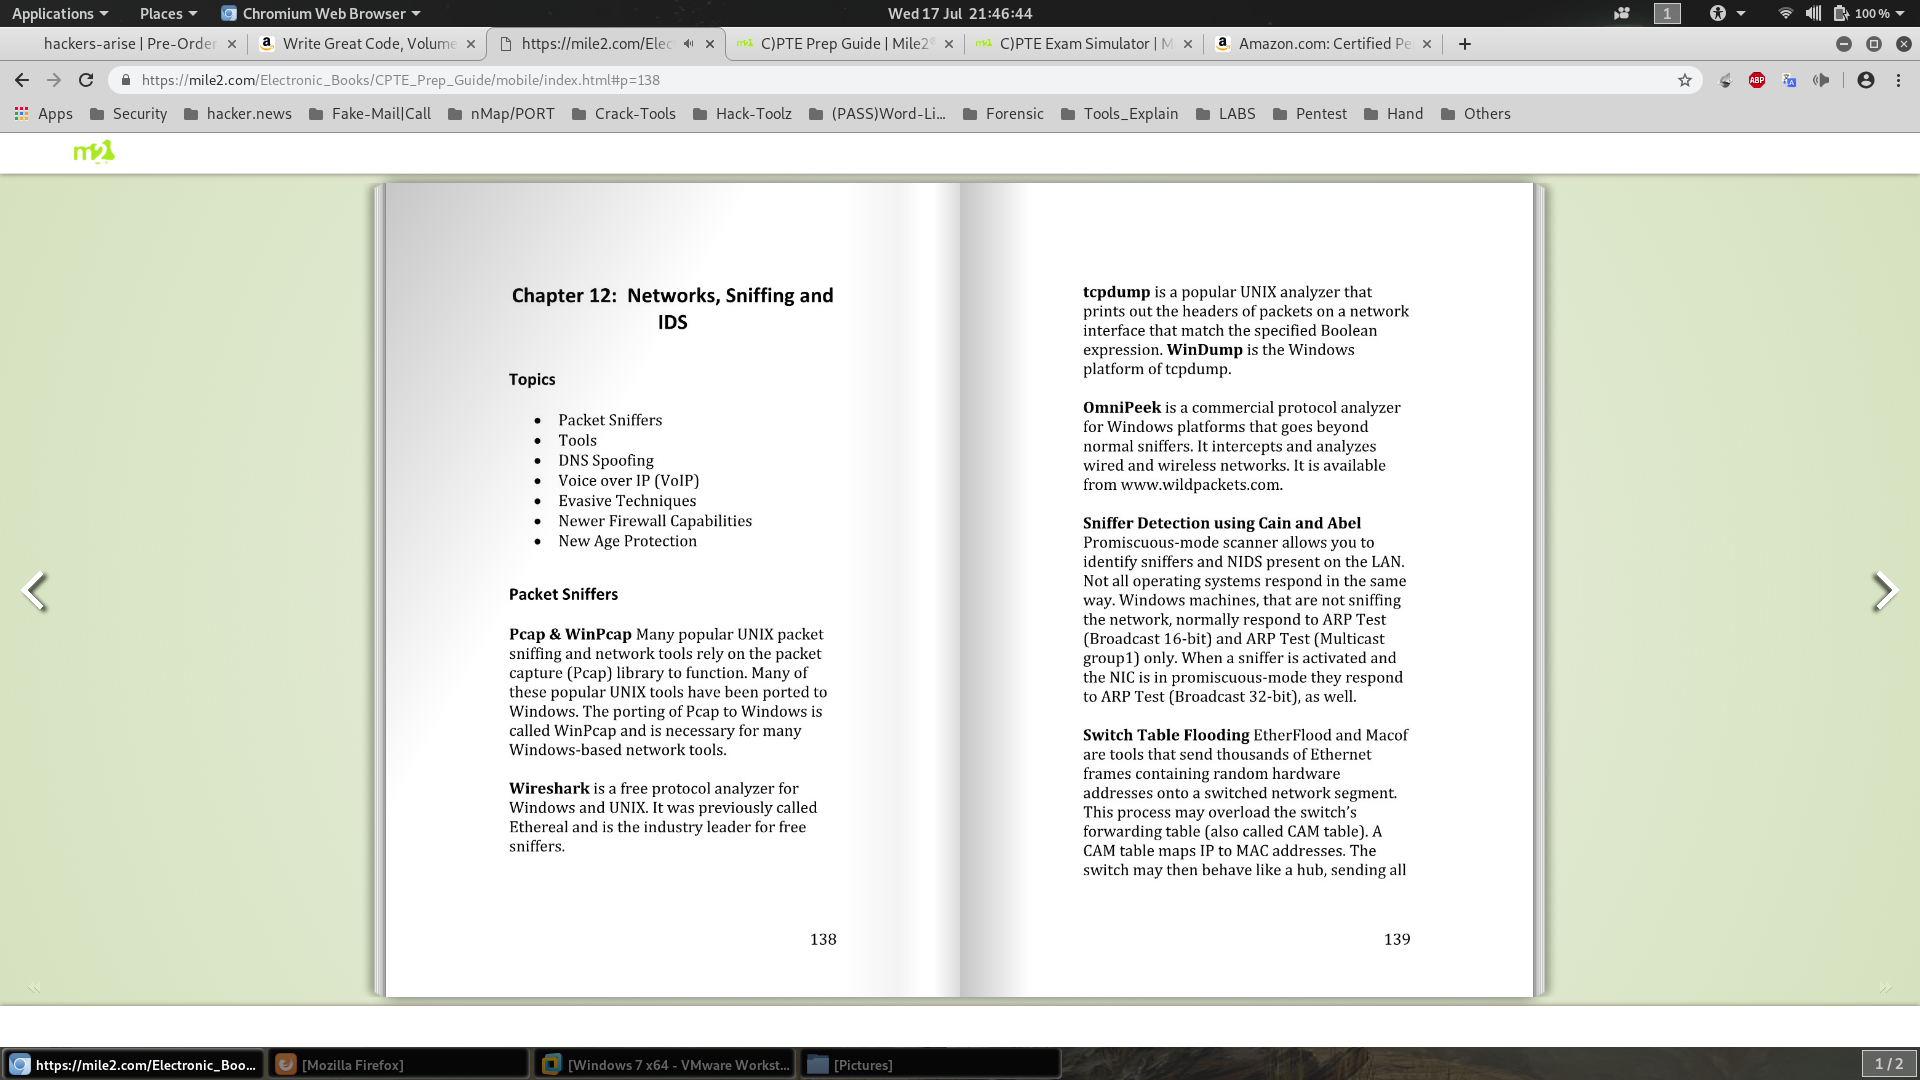 Applications Places Chromium Web Browser Wed 17 Jul 21:46:44 1 100 %
hackers-arise | Pre-Order Write Great Code, Volume https://mile2.com/Elec C)PTE Prep Guide | Mile2 C)PTE Exam Simulator | M Amazon.com: Certified Pe
https://mile2.com/Electronic_Books/CPTE_Prep_Guide/mobile/index.html#p=138 ABP
Apps Security hacker.news Fake-Mail|Call nMap/PORT Crack-Tools Hack-Toolz (PASS)Word-Li... Forensic Tools_Explain LABS Pentest Hand Others
m2
Chapter 12: Networks, Sniffing and
IDS
Topics
• Packet Sniffers
• Tools
• DNS Spoofing
• Voice over IP (VoIP)
• Evasive Techniques
• Newer Firewall Capabilities
• New Age Protection
Packet Sniffers
Pcap & WinPcap Many popular UNIX packet
sniffing and network tools rely on the packet
capture (Pcap) library to function. Many of
these popular UNIX tools have been ported to
Windows. The porting of Pcap to Windows is
called WinPcap and is necessary for many
Windows-based network tools.
Wireshark is a free protocol analyzer for
Windows and UNIX. It was previously called
Ethereal and is the industry leader for free
sniffers.
138
tcpdump is a popular UNIX analyzer that
prints out the headers of packets on a network
interface that match the specified Boolean
expression. WinDump is the Windows
platform of tcpdump.
OmniPeek is a commercial protocol analyzer
for Windows platforms that goes beyond
normal sniffers. It intercepts and analyzes
wired and wireless networks. It is available
from www.wildpackets.com.
Sniffer Detection using Cain and Abel
Promiscuous-mode scanner allows you to
identify sniffers and NIDS present on the LAN.
Not all operating systems respond in the same
way. Windows machines, that are not sniffing
the network, normally respond to ARP Test
(Broadcast 16-bit) and ARP Test (Multicast
group1) only. When a sniffer is activated and
the NIC is in promiscuous-mode they respond
to ARP Test (Broadcast 32-bit), as well.
Switch Table Flooding EtherFlood and Macof
are tools that send thousands of Ethernet
frames containing random hardware
addresses onto a switched network segment.
This process may overload the switch’s
forwarding table (also called CAM table). A
CAM table maps IP to MAC addresses. The
switch may then behave like a hub, sending all
139
https://mile2.com/Electronic_Boo... [Mozilla Firefox] [Windows 7 x64 - VMware Workst... [Pictures] 1 / 2